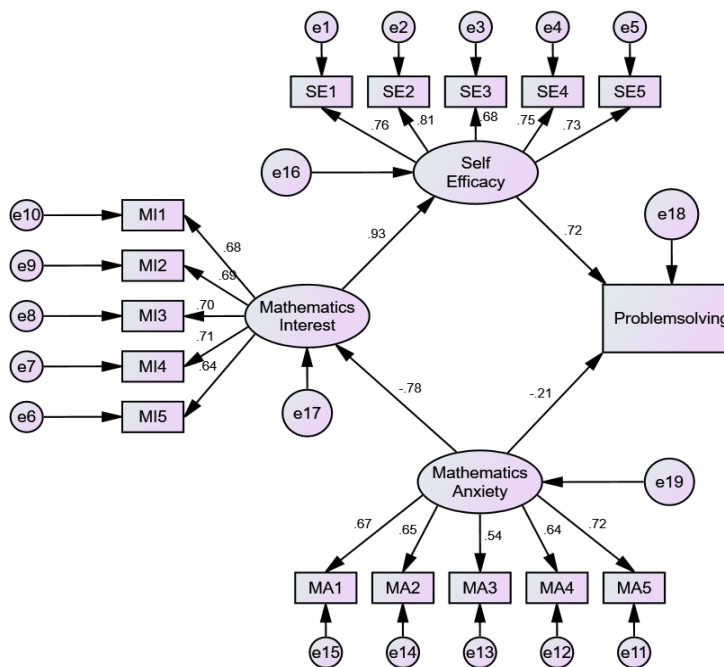 e1
e2
e3
e4
e5
SE1
SE2
SE3
SE4
SE5
.76
.81
.68
.75
.73
e16
Self
Efficacy
e10
MI1
.68
.93
.72
e18
e9
MI2
.69
e8
MI3
.70
Mathematics
Interest
Problemsolving
e7
MI4
.71
.64
e6
MI5
e17
-.78
-.21
Mathematics
Anxiety
e19
.67
.65
.54
.64
.72
MA1
MA2
MA3
MA4
MA5
e15
e14
e13
e12
e11